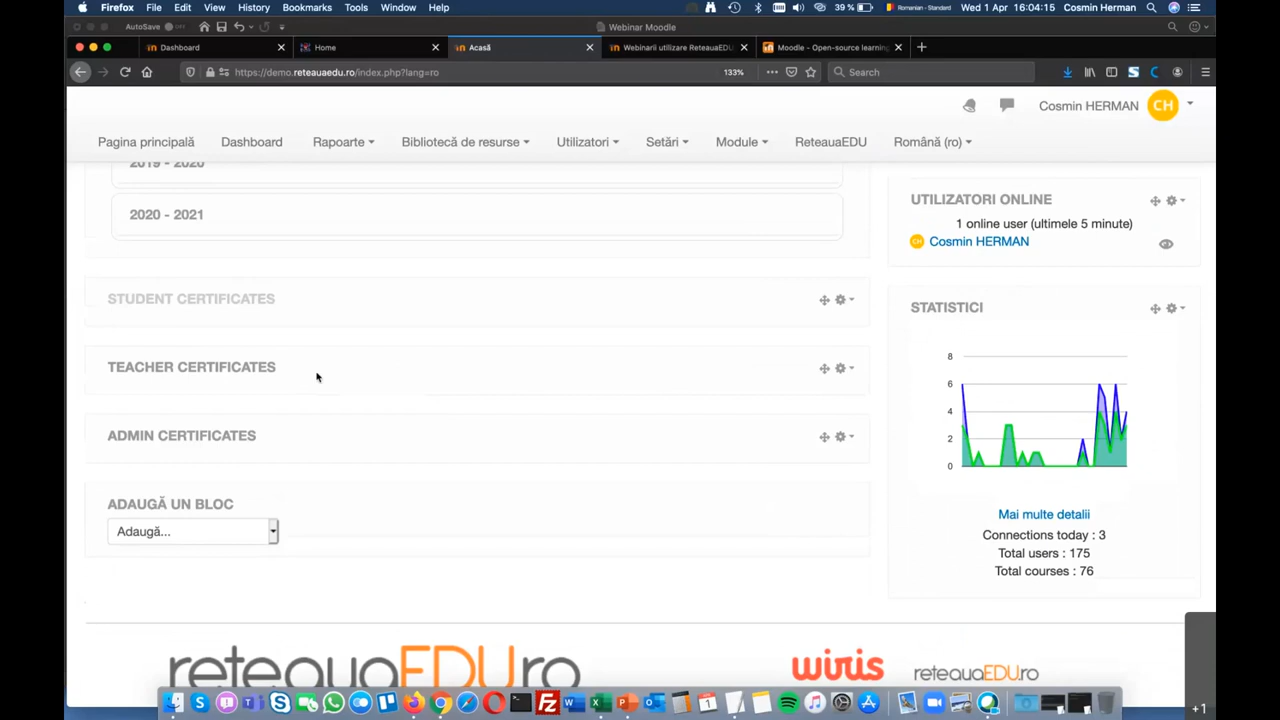 Firefox File Edit View History Bookmarks Tools Window Help 39 % Romanian - Standard Wed 1 Apr 16:04:15 Cosmin Herman
AutoSave Webinar Moodle
Dashboard Home Acasă Webinarii utilizare ReteauaEDU Moodle - Open-source learning
https://demo.reteauaedu.ro/index.php?lang=ro 133% Search
Cosmin HERMAN CH
Pagina principală Dashboard Rapoarte Bibliotecă de resurse Utilizatori Setări Module ReteauaEDU Română (ro)
2019 - 2020
2020 - 2021
STUDENT CERTIFICATES
TEACHER CERTIFICATES
ADMIN CERTIFICATES
ADAUGĂ UN BLOC
Adaugă...
UTILIZATORI ONLINE
1 online user (ultimele 5 minute)
CH Cosmin HERMAN
STATISTICI
8
6
4
2
0
Mai multe detalii
Connections today : 3
Total users : 175
Total courses : 76
reteauaEDU.ro wiris reteauaEDU.ro
+1